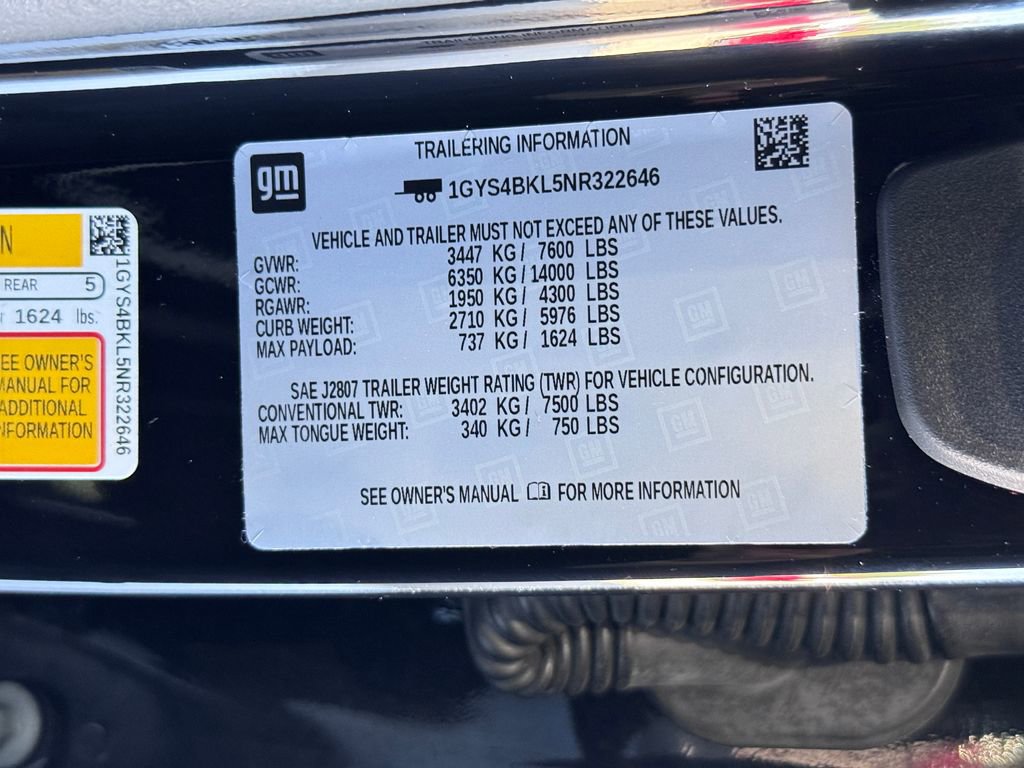 TRAILERING INFORMATION
gm
1GYS4BKL5NR322646
VEHICLE AND TRAILER MUST NOT EXCEED ANY OF THESE VALUES.
GVWR: 3447 KG / 7600 LBS
GCWR: 6350 KG / 14000 LBS
RGAWR: 1950 KG / 4300 LBS
CURB WEIGHT: 2710 KG / 5976 LBS
MAX PAYLOAD: 737 KG / 1624 LBS
SAE J2807 TRAILER WEIGHT RATING (TWR) FOR VEHICLE CONFIGURATION.
CONVENTIONAL TWR: 3402 KG / 7500 LBS
MAX TONGUE WEIGHT: 340 KG / 750 LBS
SEE OWNER'S MANUAL FOR MORE INFORMATION
N
REAR 5
1624 lbs.
EE OWNER'S
ANUAL FOR
ADDITIONAL
FORMATION
1GYS4BKL5NR322646